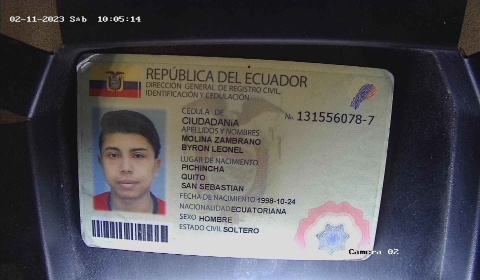 02-11-2023 Sáb 10:05:14
REPÚBLICA DEL ECUADOR
DIRECCIÓN GENERAL DE REGISTRO CIVIL,
IDENTIFICACIÓN Y CEDULACIÓN
CÉDULA DE
CIUDADANÍA
No. 131556078-7
APELLIDOS Y NOMBRES
MOLINA ZAMBRANO
BYRON LEONEL
LUGAR DE NACIMIENTO
PICHINCHA
QUITO
SAN SEBASTIAN
FECHA DE NACIMIENTO 1998-10-24
NACIONALIDAD ECUATORIANA
SEXO HOMBRE
ESTADO CIVIL SOLTERO
Camera 02